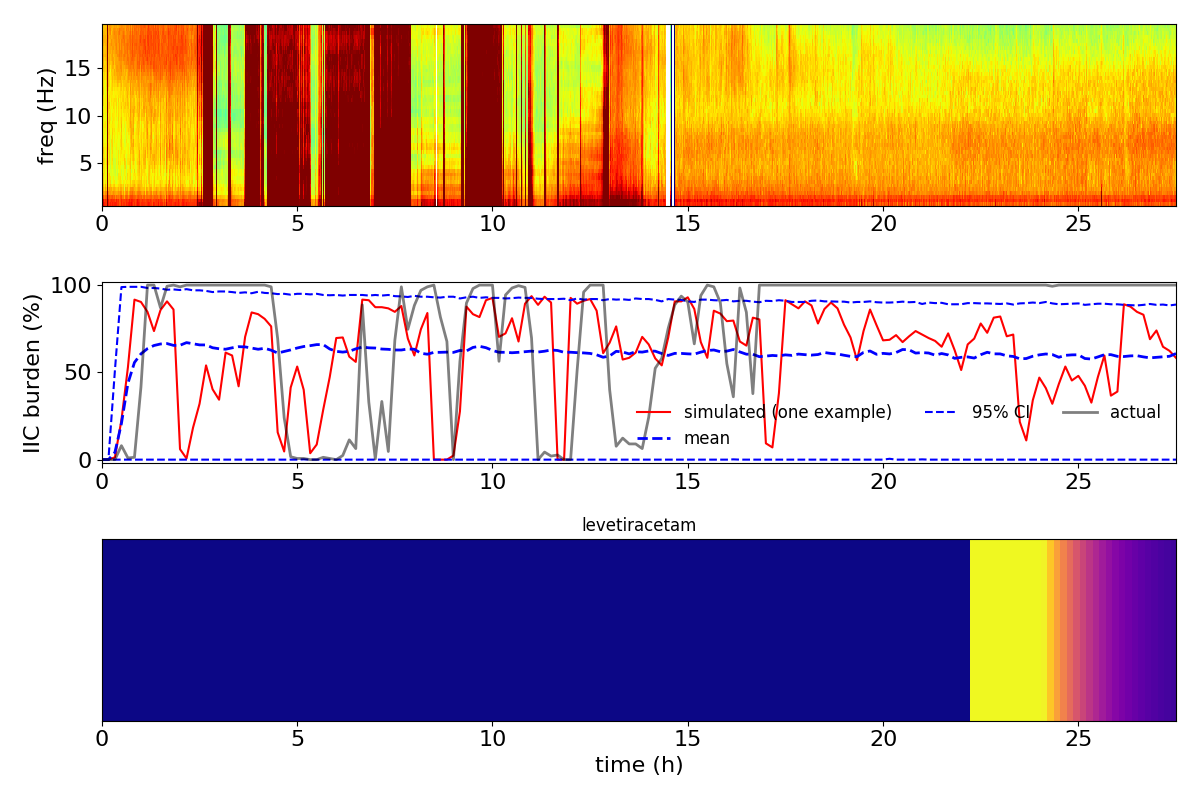 freq (Hz)
15
10
5
0 5 10 15 20 25
IIC burden (%)
100
50
0
simulated (one example) 95% CI actual
mean
0 5 10 15 20 25
levetiracetam
0 5 10 15 20 25
time (h)